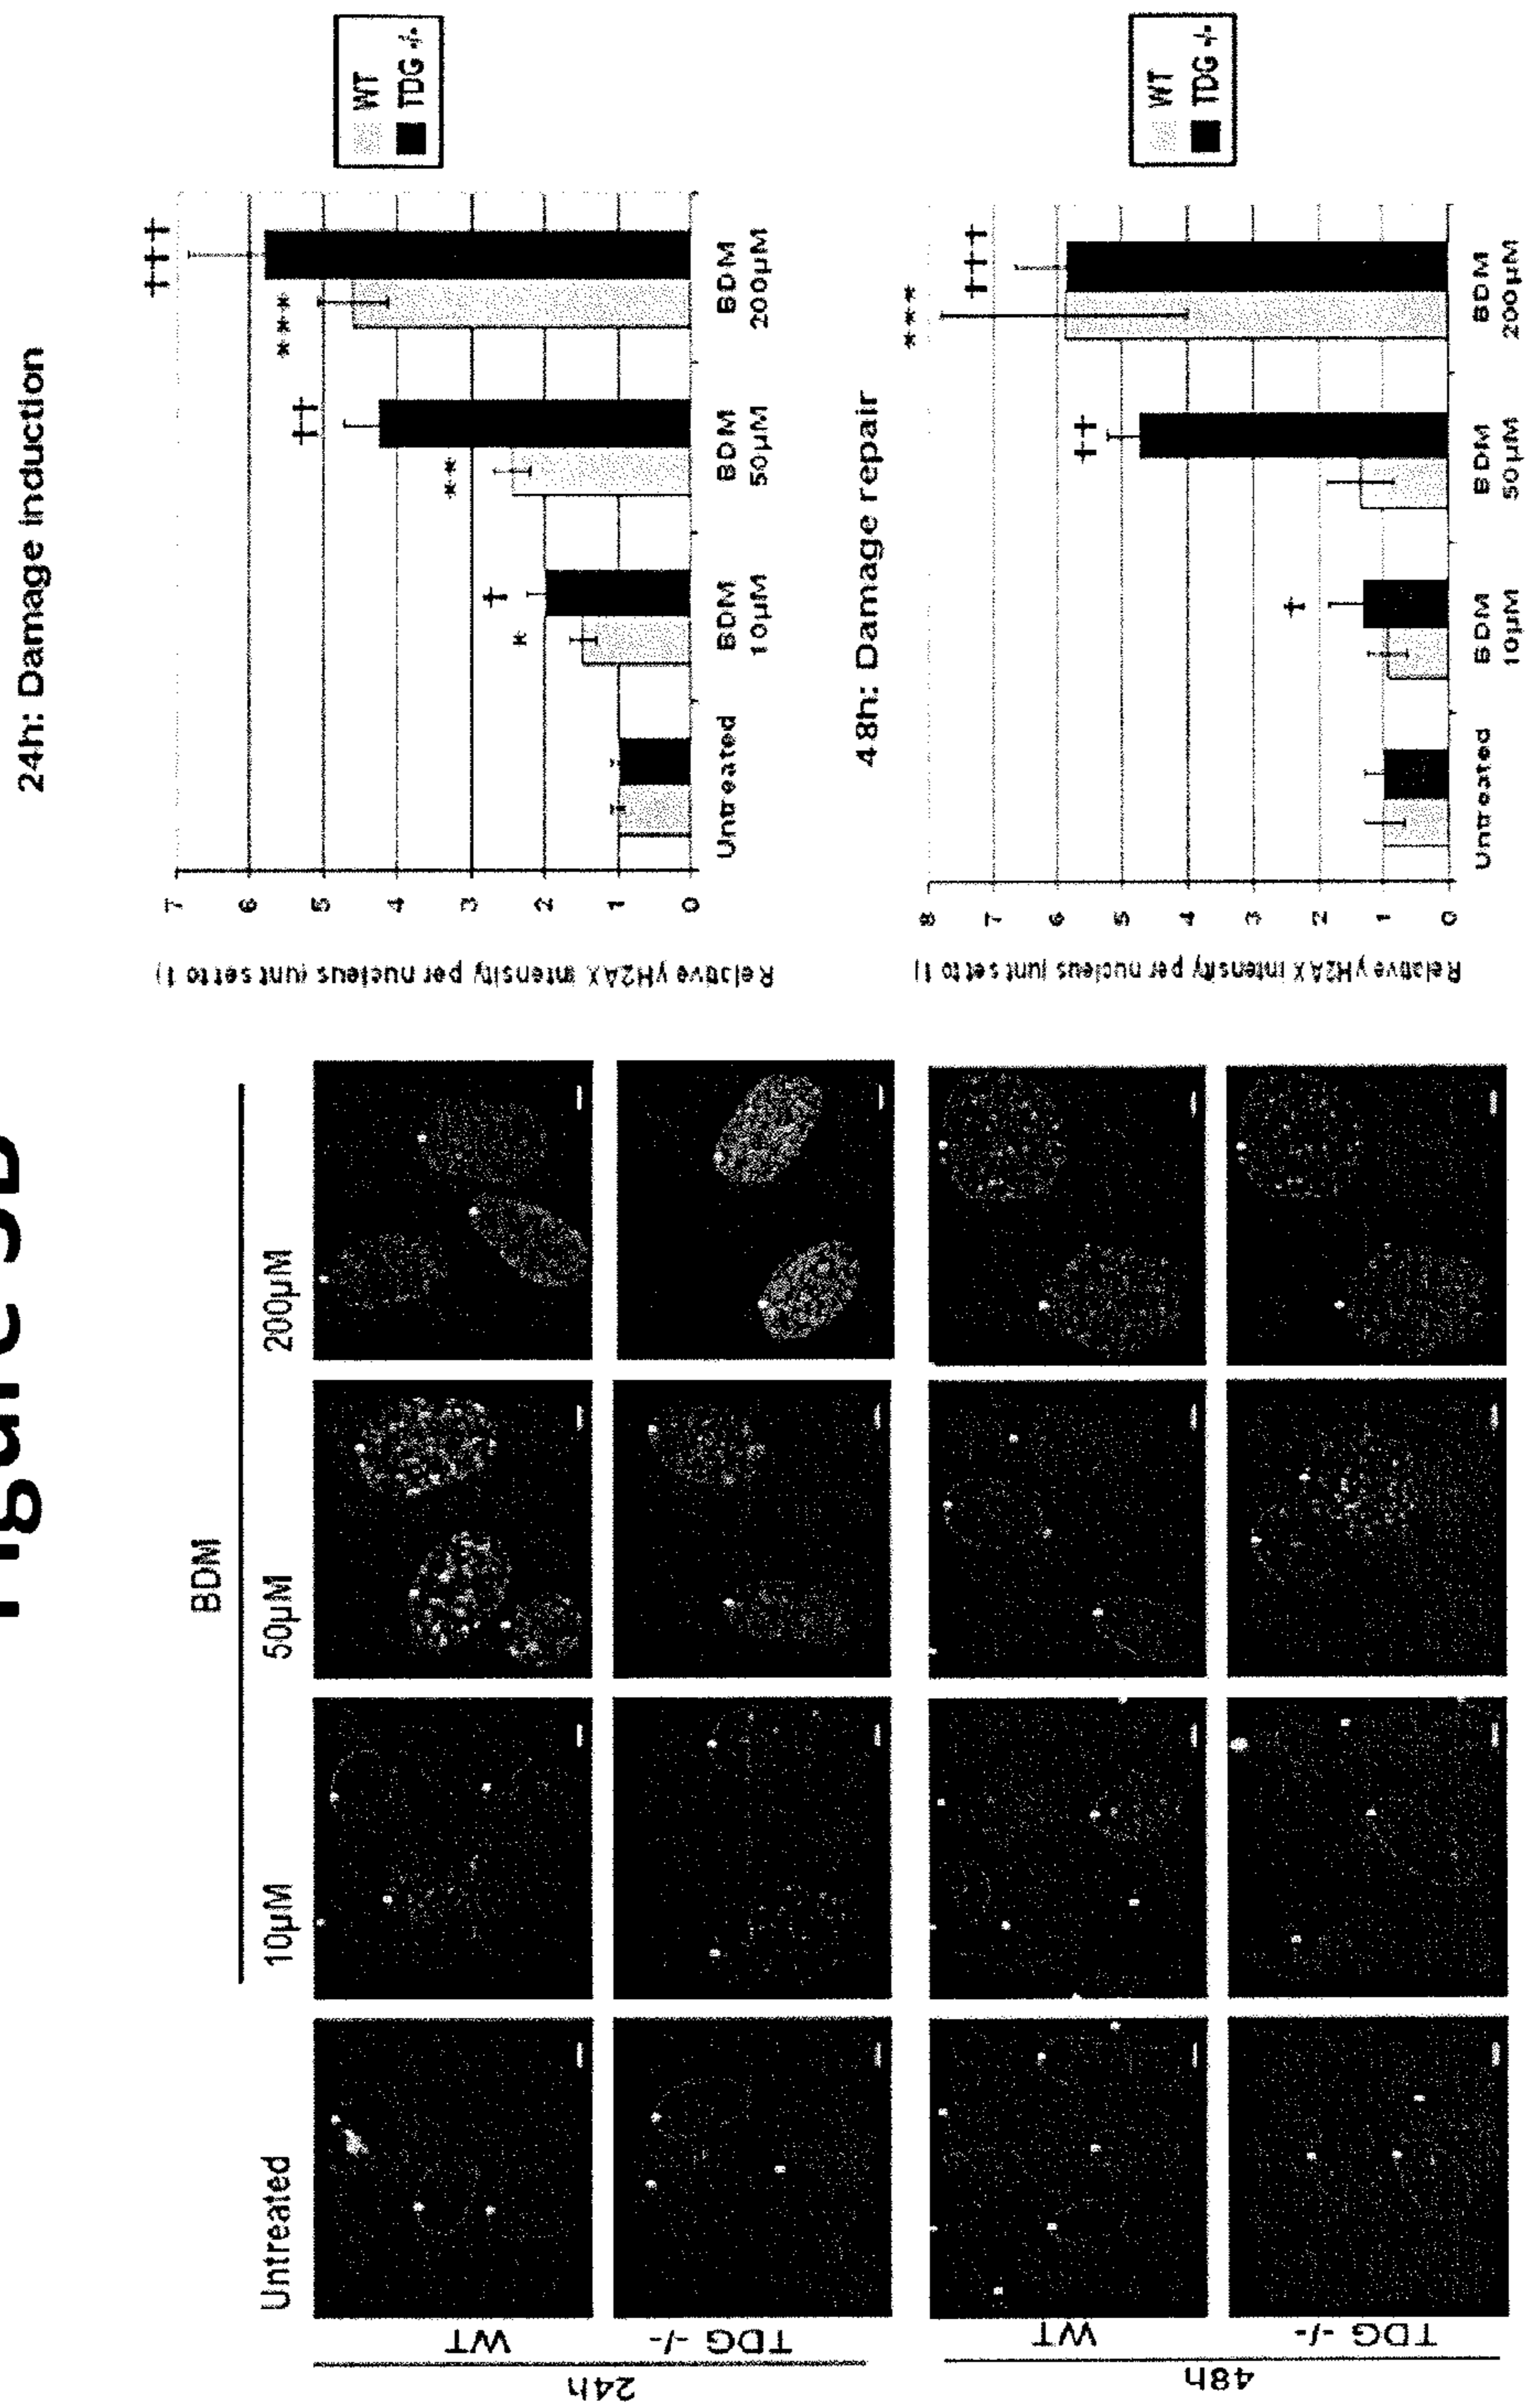 Figure
BDM
Untreated
10µM
50µM
200µM
24h
WT
TDG -/-
48h
WT
TDG -/-
24h: Damage induction
Relative γH2AX intensity per nucleus (unt set to 1)
7
6
5
4
3
2
1
0
*
†
**
††
***
†††
Untreated
BDM 10µM
BDM 50µM
BDM 200µM
WT
TDG -/-
48h: Damage repair
Relative γH2AX intensity per nucleus (unt set to 1)
8
7
6
5
4
3
2
1
0
†
††
***
†††
Untreated
BDM 10µM
BDM 50µM
BDM 200µM
WT
TDG -/-